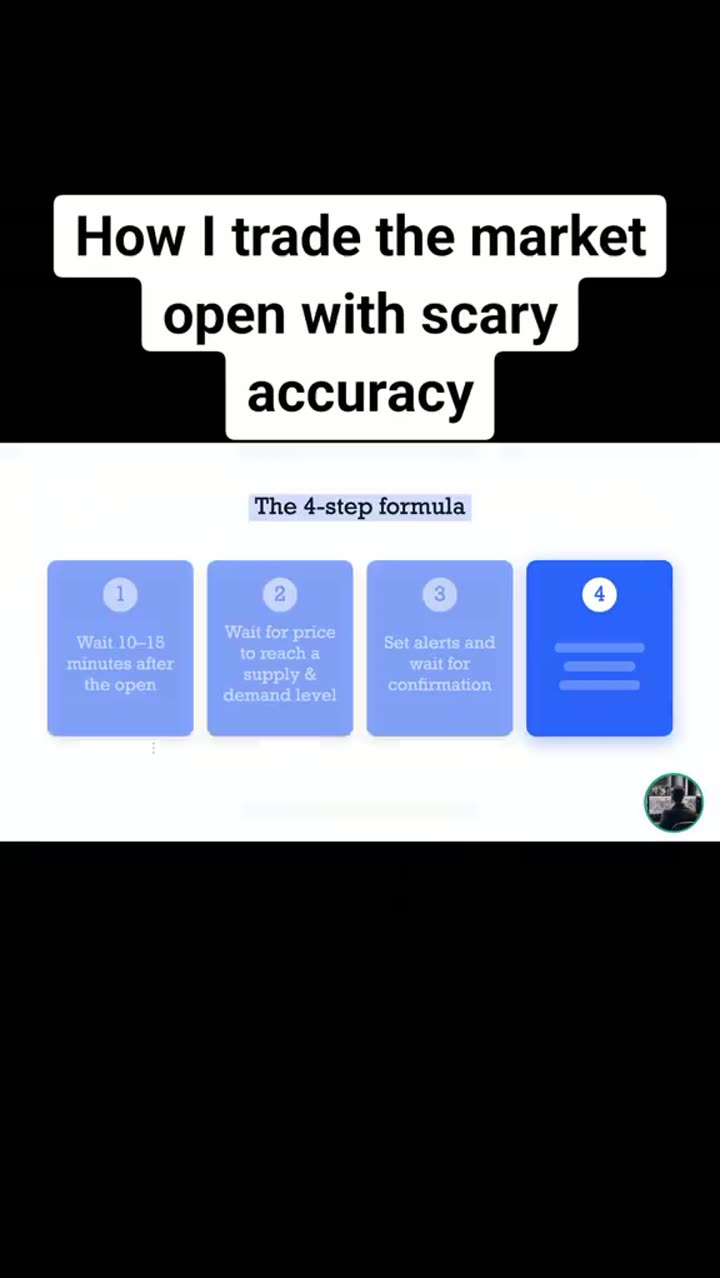 How I trade the market
open with scary
accuracy
The 4-step formula
1
Wait 10–15
minutes after
the open
2
Wait for price
to reach a
supply &
demand level
3
Set alerts and
wait for
confirmation
4